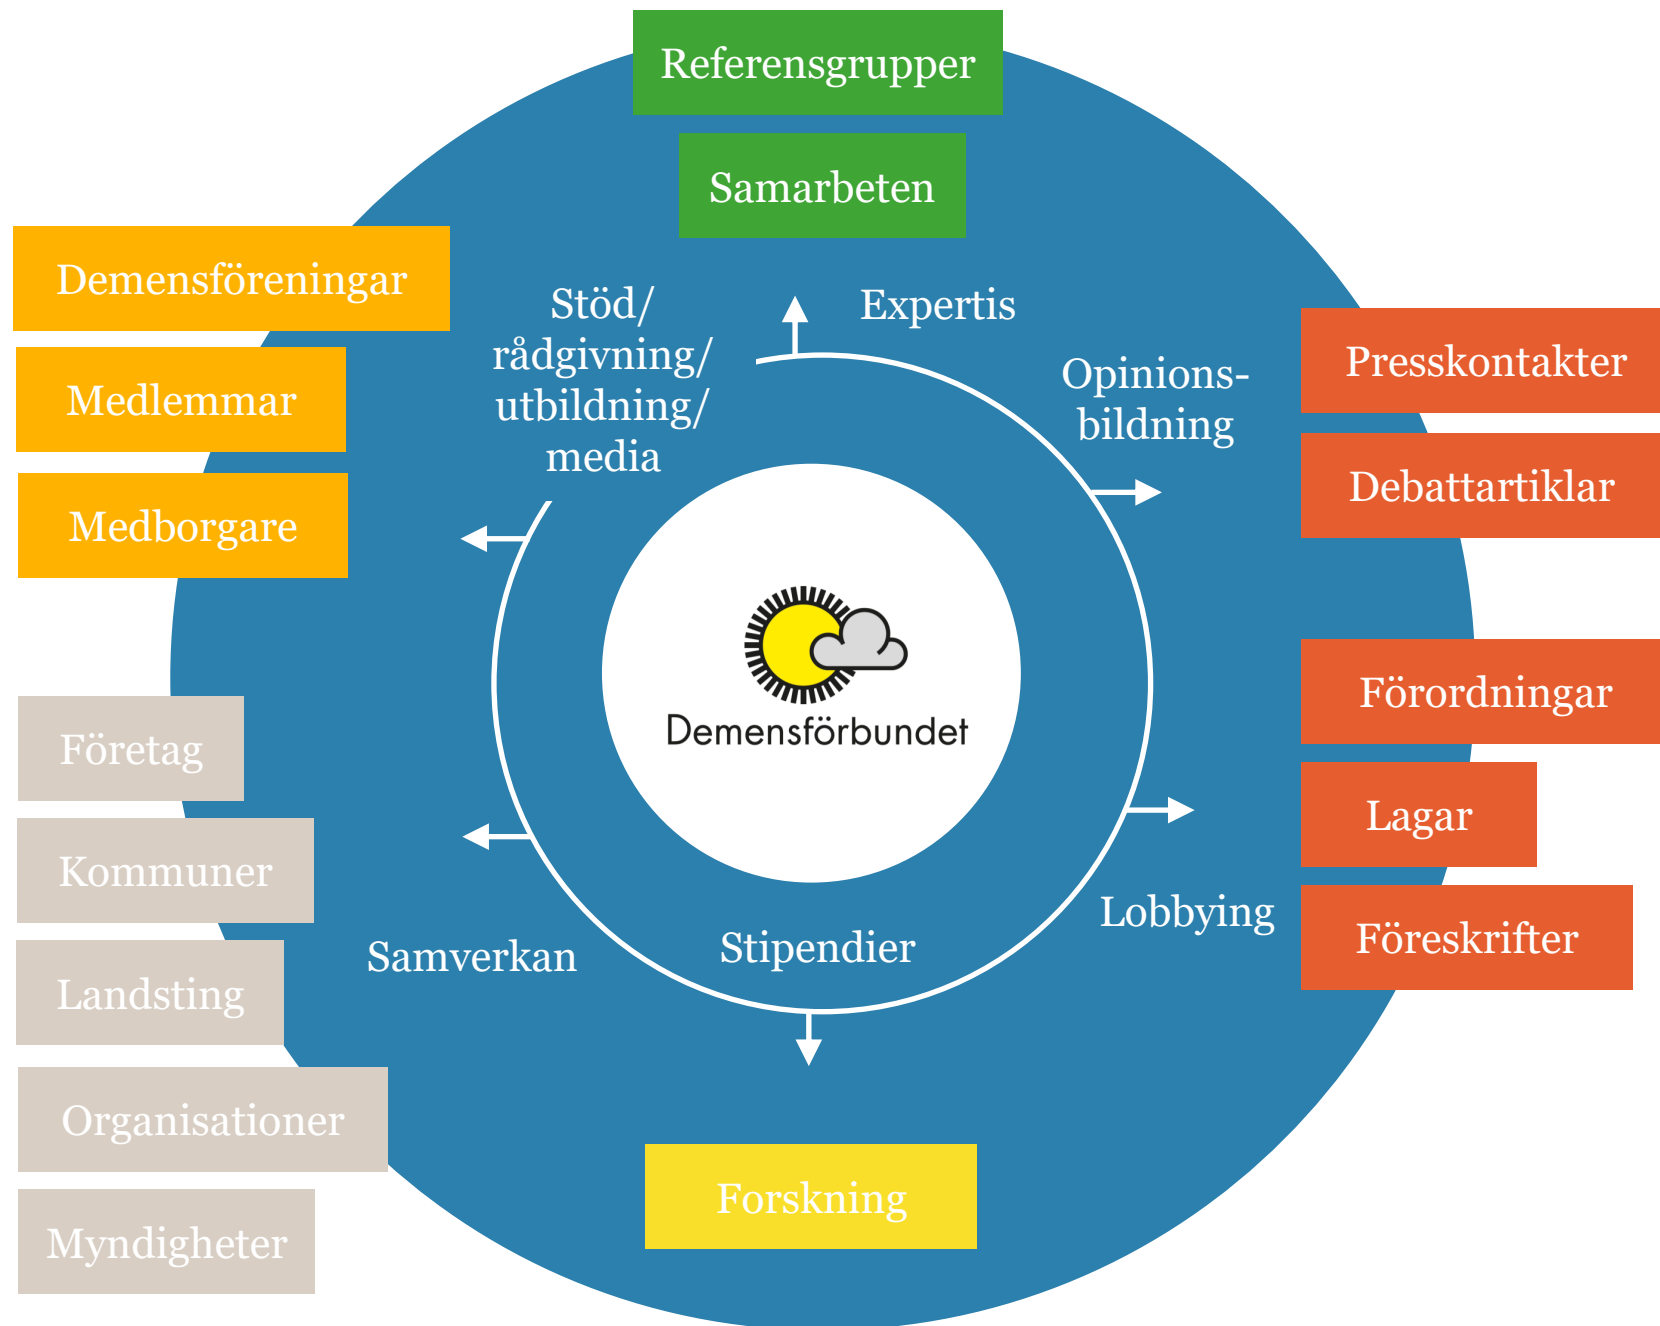 Referensgrupper
Samarbeten
Demensföreningar
Medlemmar
Medborgare
Stöd/
rådgivning/
utbildning/
media
Expertis
Opinions-
bildning
Presskontakter
Debattartiklar
Demensförbundet
Förordningar
Lagar
Föreskrifter
Företag
Kommuner
Landsting
Organisationer
Myndigheter
Samverkan
Stipendier
Lobbying
Forskning